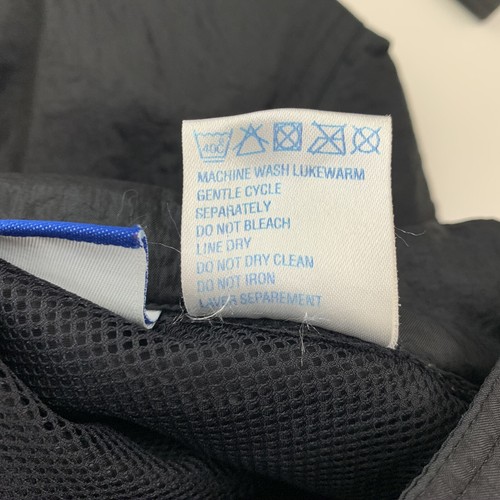 40C
MACHINE WASH LUKEWARM
GENTLE CYCLE
SEPARATELY
DO NOT BLEACH
LINE DRY
DO NOT DRY CLEAN
DO NOT IRON
LAVER SEPAREMENT